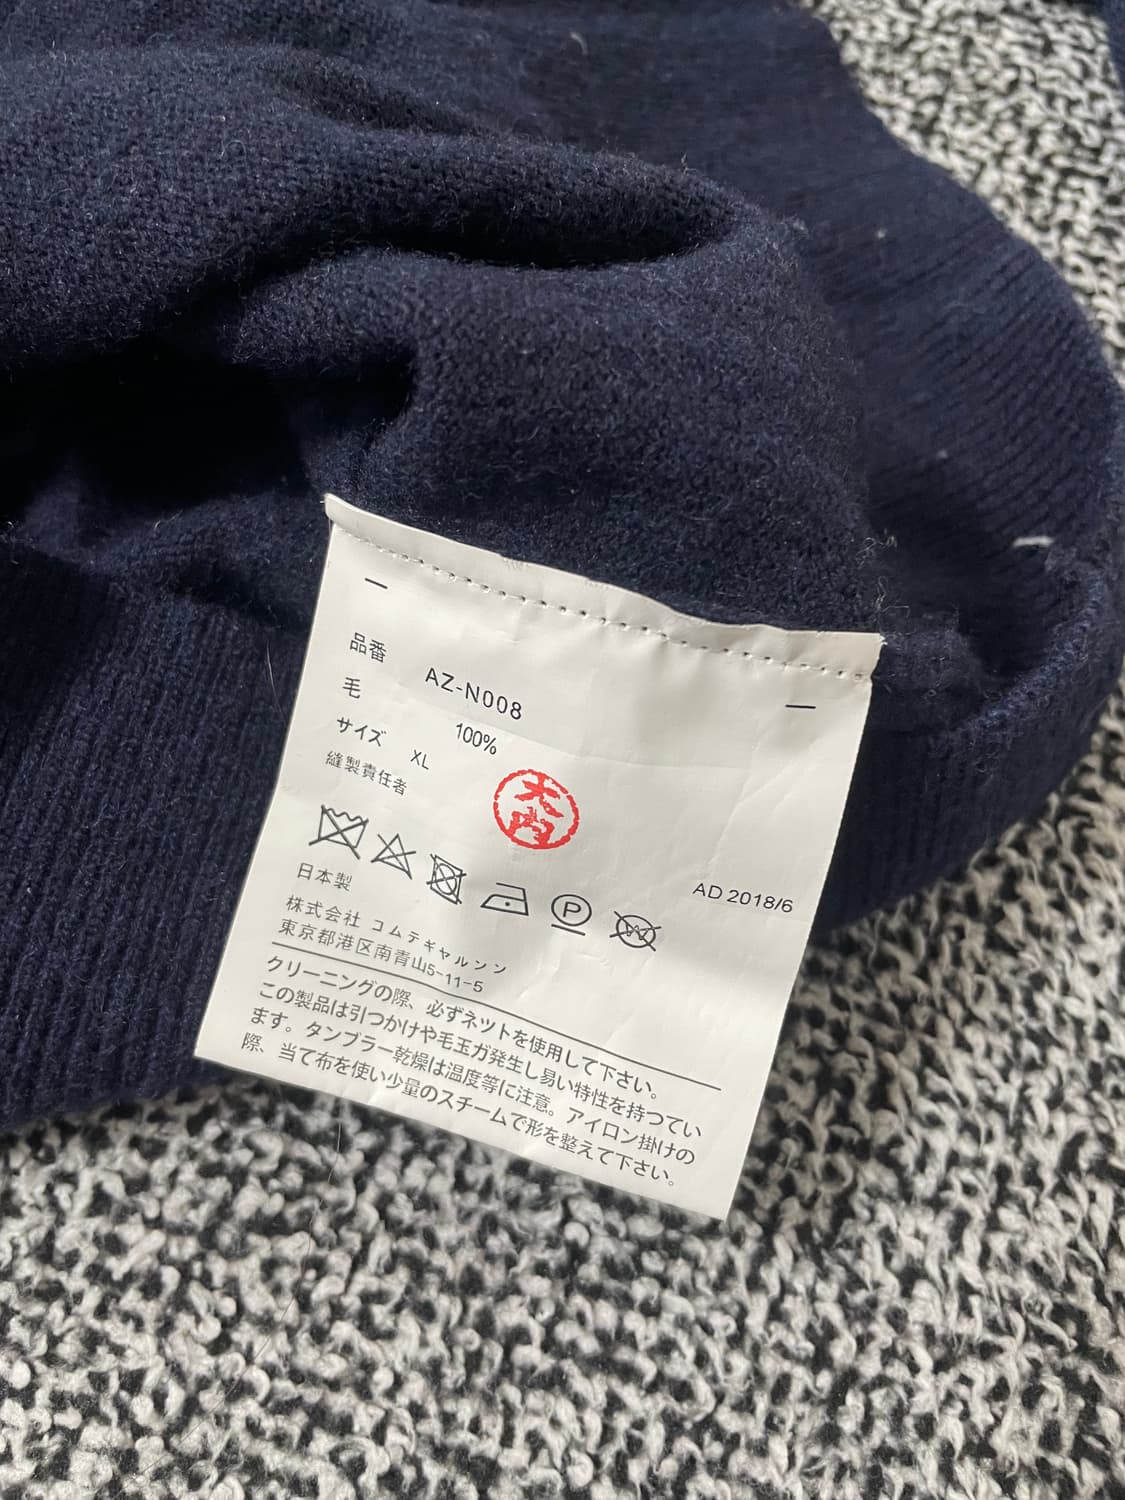 品番 AZ-N008
毛 100%
サイズ XL
縫製責任者
大内
P
W
AD 2018/6
日本製
株式会社 コムテギャルソン
東京都港区南青山5-11-5
クリーニングの際、必ずネツトを使用して下さい。
この製品は引つかけや毛玉ガ発生し易い特性を持つてい
ます。タンブラー乾燥は温度等に注意。アイロン掛けの
際、当て布を使い少量のスチームで形を整えて下さい。